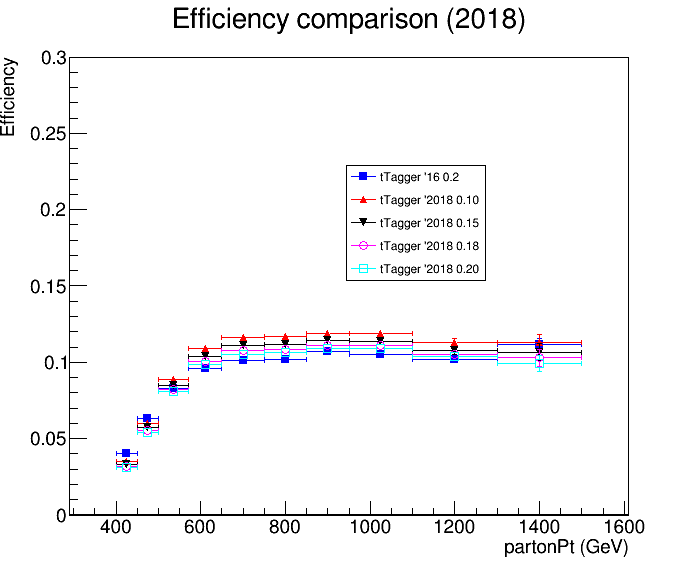 Efficiency comparison (2018)
Efficiency
0.3
0.25
0.2
0.15
0.1
0.05
0
tTagger '16 0.2
tTagger '2018 0.10
tTagger '2018 0.15
tTagger '2018 0.18
tTagger '2018 0.20
400 600 800 1000 1200 1400 1600
partonPt (GeV)